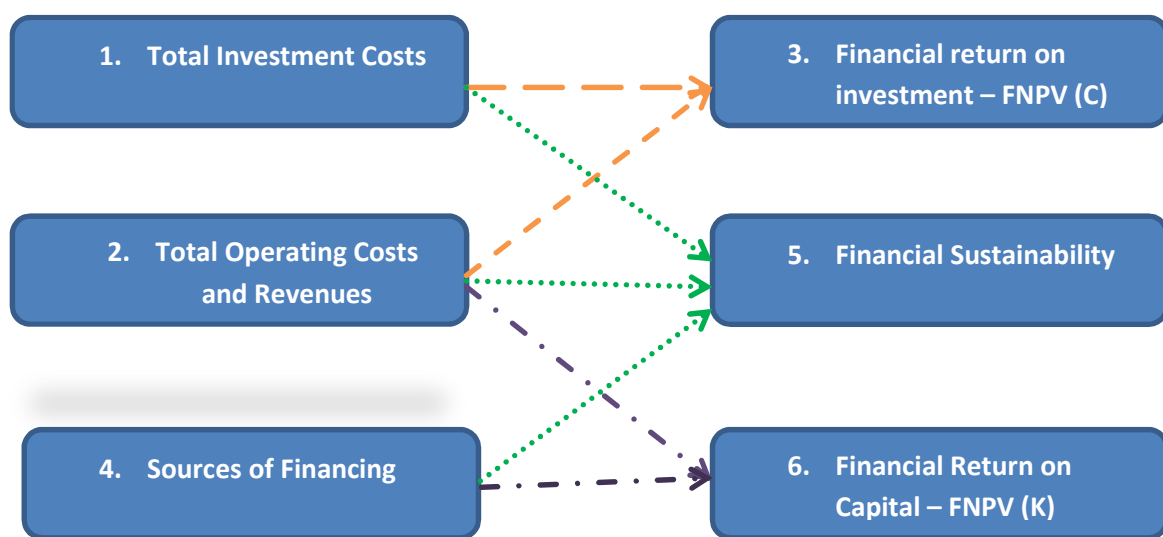 1. Total Investment Costs
3. Financial return on
investment – FNPV (C)
2. Total Operating Costs
and Revenues
5. Financial Sustainability
4. Sources of Financing
6. Financial Return on
Capital – FNPV (K)